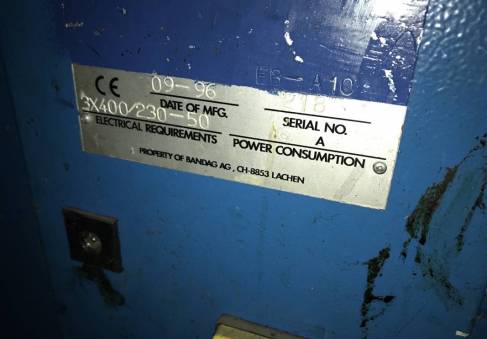 CE 09-96
DATE OF MFG.
SERIAL NO.
3X400/230-50
A
ELECTRICAL REQUIREMENTS
POWER CONSUMPTION
PROPERTY OF BANDAG AG, CH-8853 LACHEN